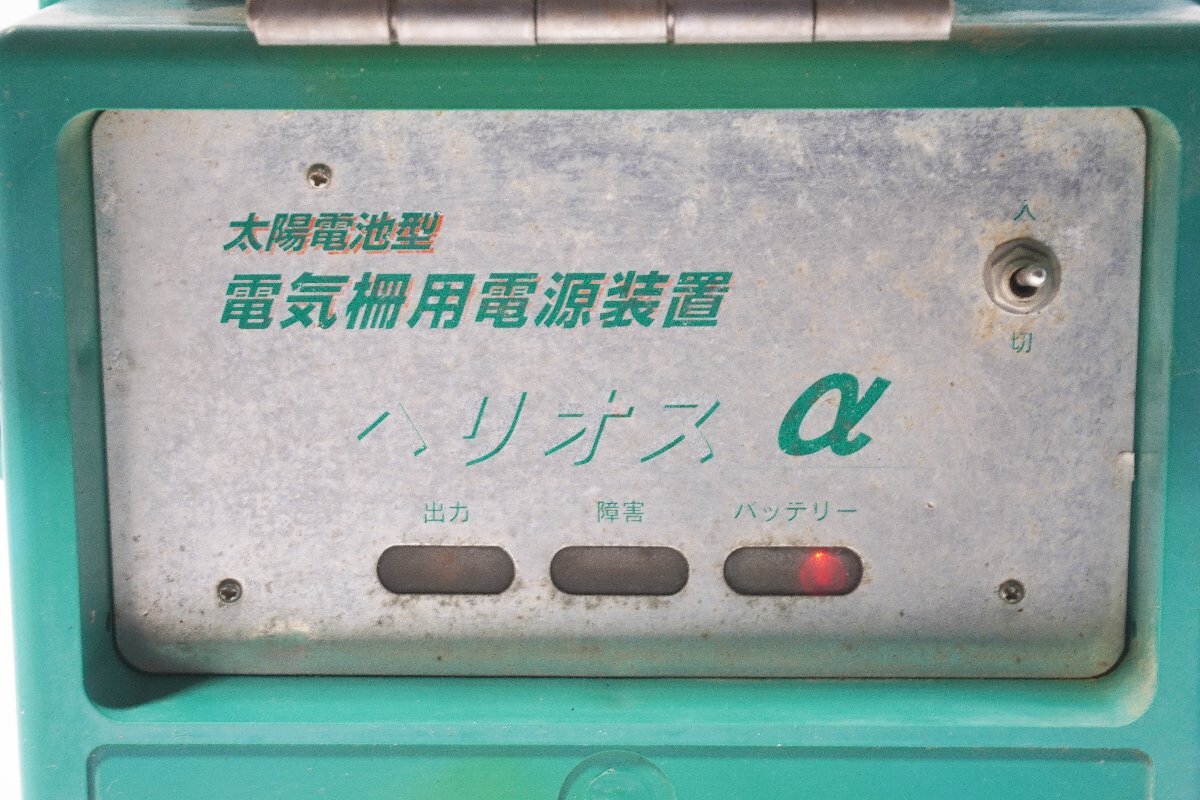 太陽電池型
電気柵用電源装置
ヘリオス α
入
切
出力 障害 バッテリー